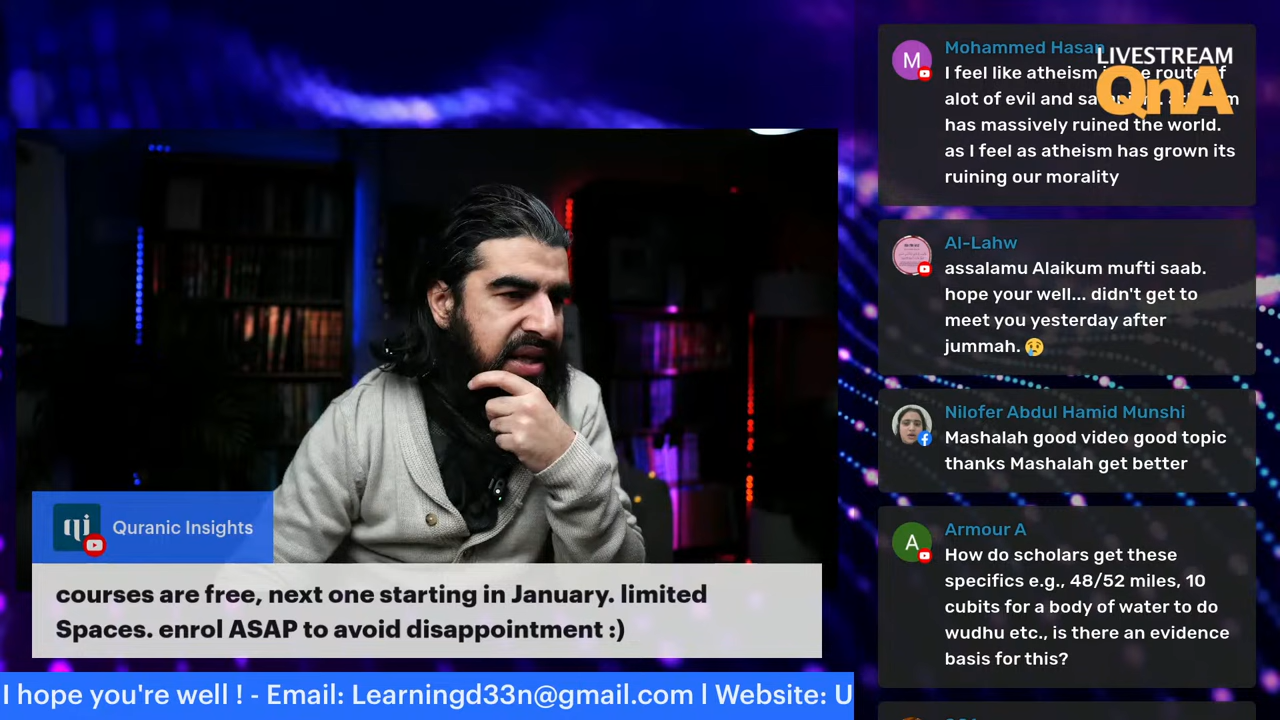 Mohammed Hasan
LIVESTREAM
QnA
I feel like atheism
alot of evil and
has massively ruined the world.
as I feel as atheism has grown its
ruining our morality
Al-Lahw
assalamu Alaikum mufti saab.
hope your well... didn't get to
meet you yesterday after
jummah. 😢
Nilofer Abdul Hamid Munshi
Mashalah good video good topic
thanks Mashalah get better
Armour A
How do scholars get these
specifics e.g., 48/52 miles, 10
cubits for a body of water to do
wudhu etc., is there an evidence
basis for this?
qi Quranic Insights
courses are free, next one starting in January. limited
Spaces. enrol ASAP to avoid disappointment :)
I hope you're well ! - Email: Learningd33n@gmail.com l Website: U